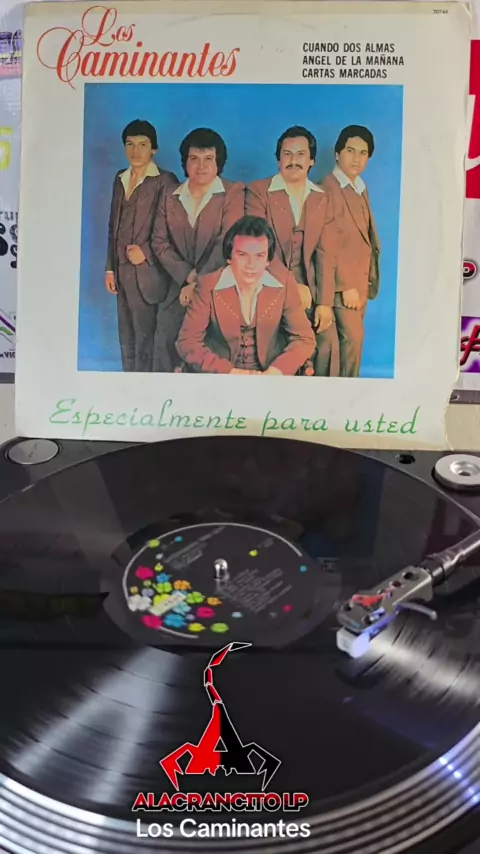 Los
Caminantes
CUANDO DOS ALMAS
ANGEL DE LA MAÑANA
CARTAS MARCADAS
Especialmente para usted
ALACRANCITO LP
Los Caminantes